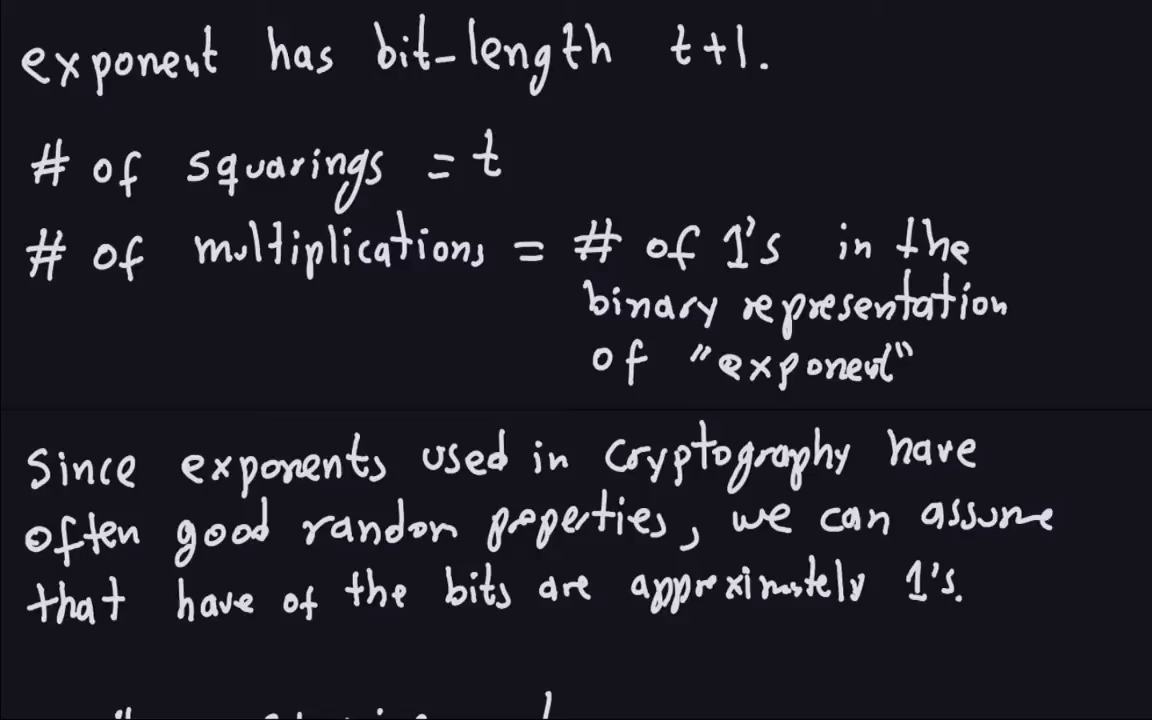 exponent has bit-length t+1.
# of squarings = t
# of multiplications = # of 1's in the
binary representation
of "exponent"
Since exponents used in cryptography have
often good random poperties, we can assume
that have of the bits are approximately 1's.